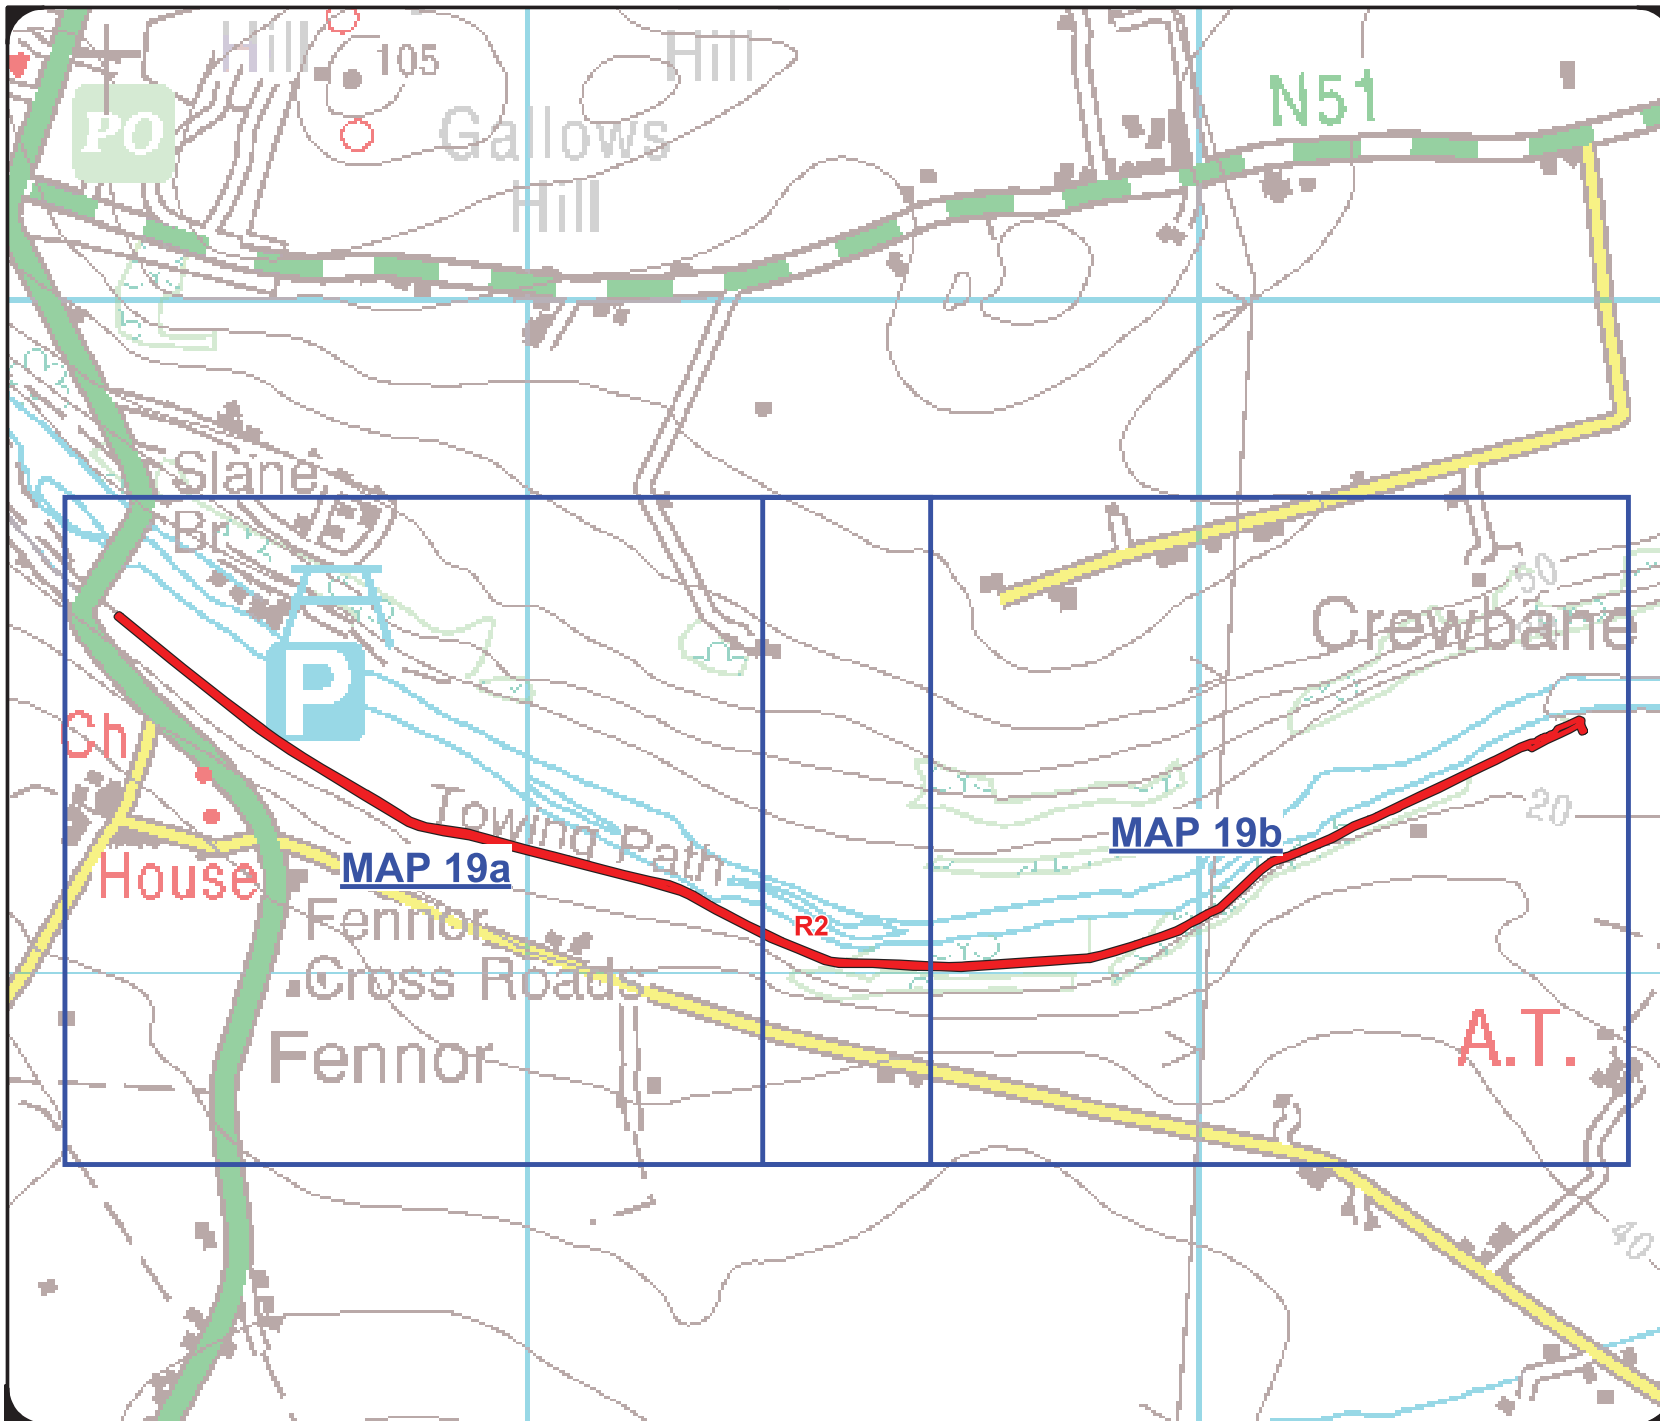 Hill
105
Hill
PO
Gallows
Hill
N51
Slane
Br
50
Crewbane
P
Ch
Towing Path
20
MAP 19b
MAP 19a
House
Fennor
Cross Roads
R2
Fennor
A.T.
40